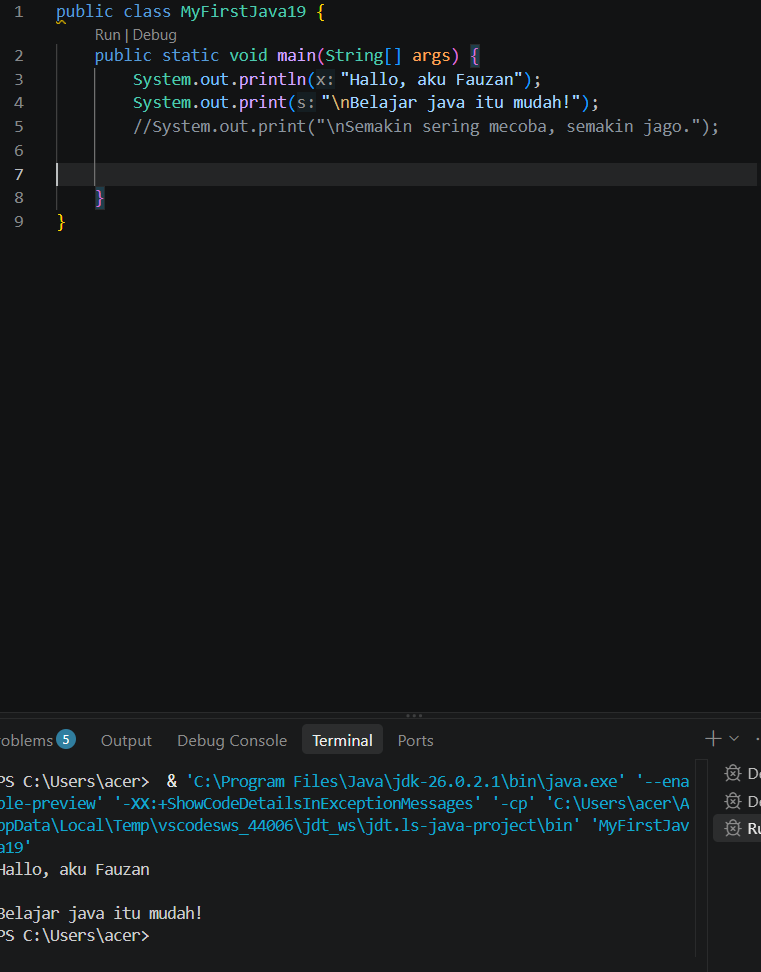 1 public class MyFirstJava19 {
Run | Debug
2 public static void main(String[] args) {
3 System.out.println(x: "Hallo, aku Fauzan");
4 System.out.print(s: "\nBelajar java itu mudah!");
5 //System.out.print("\nSemakin sering mecoba, semakin jago.");
6
7
8 }
9 }
oblems 5 Output Debug Console Terminal Ports
PS C:\Users\acer>  & 'C:\Program Files\Java\jdk-26.0.2.1\bin\java.exe' '--ena
ble-preview' '-XX:+ShowCodeDetailsInExceptionMessages' '-cp' 'C:\Users\acer\A
ppData\Local\Temp\vscodesws_44006\jdt_ws\jdt.ls-java-project\bin' 'MyFirstJav
a19'
Hallo, aku Fauzan
Belajar java itu mudah!
PS C:\Users\acer>
De
De
Ru